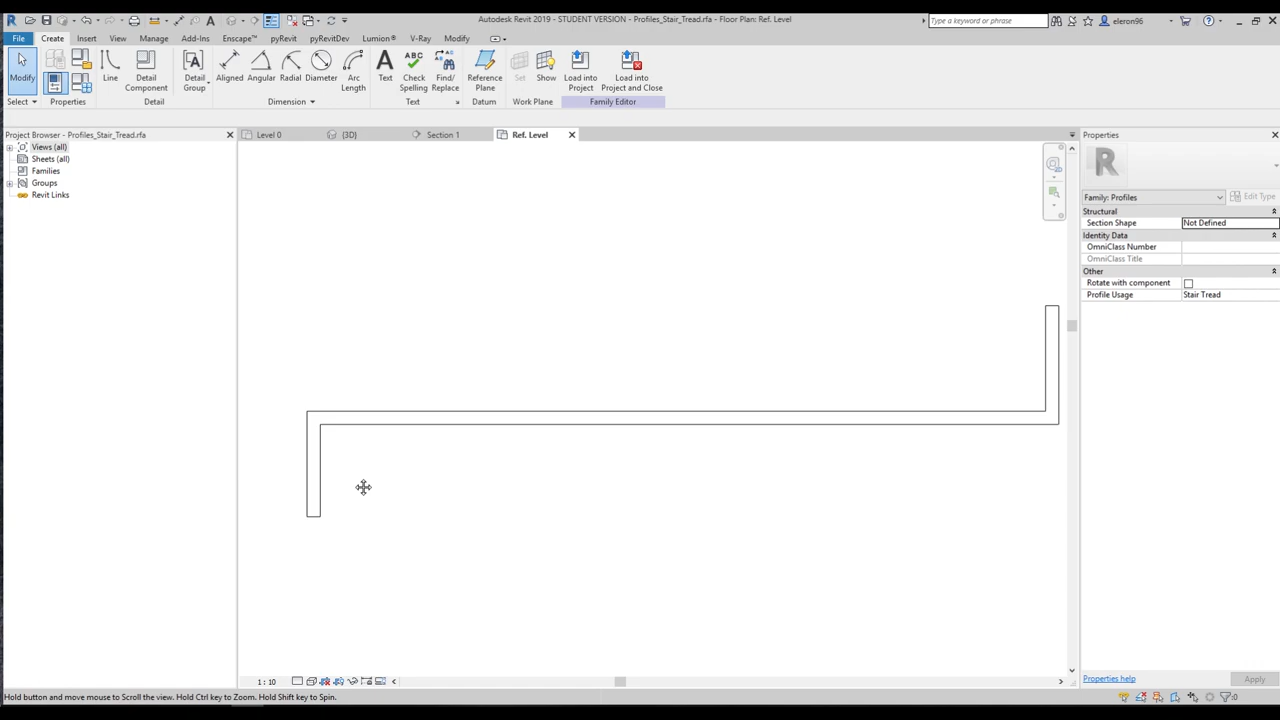 Autodesk Revit 2019 - STUDENT VERSION - Profiles_Stair_Tread.rfa - Floor Plan: Ref. Level
Type a keyword or phrase
eleron96
File Create Insert View Manage Add-Ins Enscape™ pyRevit pyRevitDev Lumion® V-Ray Modify
Modify
Line
Detail Component
Detail Group
Aligned
Angular
Radial
Diameter
Arc Length
Text
Check Spelling
Find/ Replace
Reference Plane
Set
Show
Load into Project
Load into Project and Close
Select Properties Detail Dimension Text Datum Work Plane Family Editor
Project Browser - Profiles_Stair_Tread.rfa
Views (all)
Sheets (all)
Families
Groups
Revit Links
Level 0 {3D} Section 1 Ref. Level
Properties
Family: Profiles
Edit Type
Structural
Section Shape Not Defined
Identity Data
OmniClass Number
OmniClass Title
Other
Rotate with component
Profile Usage Stair Tread
Properties help
Apply
1 : 10
Hold button and move mouse to Scroll the view. Hold Ctrl key to Zoom. Hold Shift key to Spin.
:0